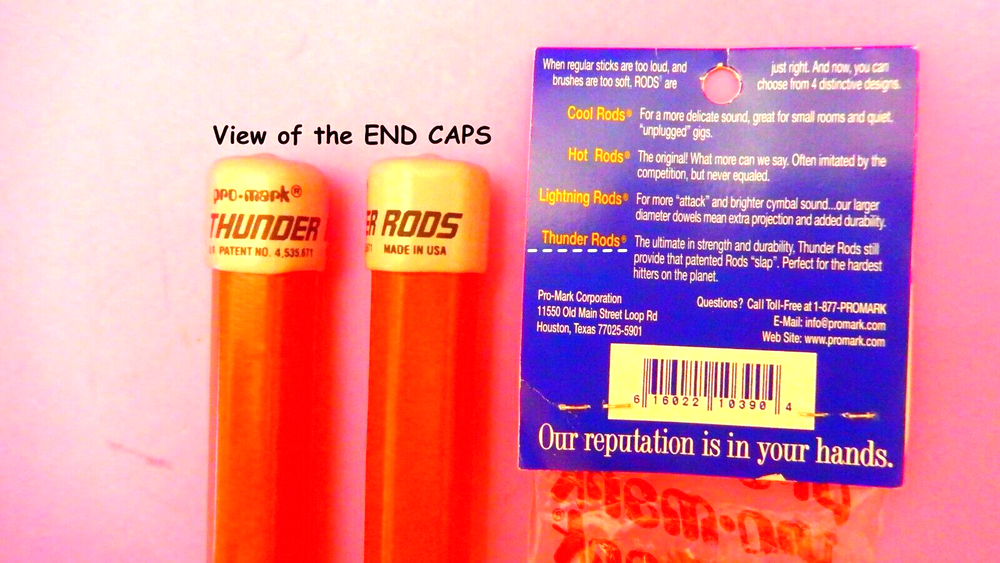 View of the END CAPS
pro·mark®
THUNDER
PATENT NO. 4,535,671
ER RODS
671 MADE IN USA
When regular sticks are too loud, and
brushes are too soft, RODS® are
just right. And now, you can
choose from 4 distinctive designs.
Cool Rods® For a more delicate sound, great for small rooms and quiet,
"unplugged" gigs.
Hot Rods® The original! What more can we say. Often imitated by the
competition, but never equaled.
Lightning Rods® For more "attack" and brighter cymbal sound...our larger
diameter dowels mean extra projection and added durability.
Thunder Rods® The ultimate in strength and durability, Thunder Rods still
provide that patented Rods "slap". Perfect for the hardest
hitters on the planet.
Pro-Mark Corporation
11550 Old Main Street Loop Rd
Houston, Texas 77025-5901
Questions? Call Toll-Free at 1-877-PROMARK
E-Mail: info@promark.com
Web Site: www.promark.com
6 16022 10390 4
Our reputation is in your hands.